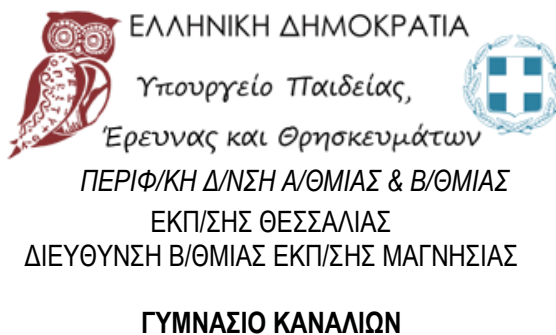 ΕΛΛΗΝΙΚΗ ΔΗΜΟΚΡΑΤΙΑ
Υπουργείο Παιδείας,
Έρευνας και Θρησκευμάτων
ΠΕΡΙΦ/ΚΗ Δ/ΝΣΗ Α/ΘΜΙΑΣ & Β/ΘΜΙΑΣ
ΕΚΠ/ΣΗΣ ΘΕΣΣΑΛΙΑΣ
ΔΙΕΥΘΥΝΣΗ Β/ΘΜΙΑΣ ΕΚΠ/ΣΗΣ ΜΑΓΝΗΣΙΑΣ
ΓΥΜΝΑΣΙΟ ΚΑΝΑΛΙΩΝ